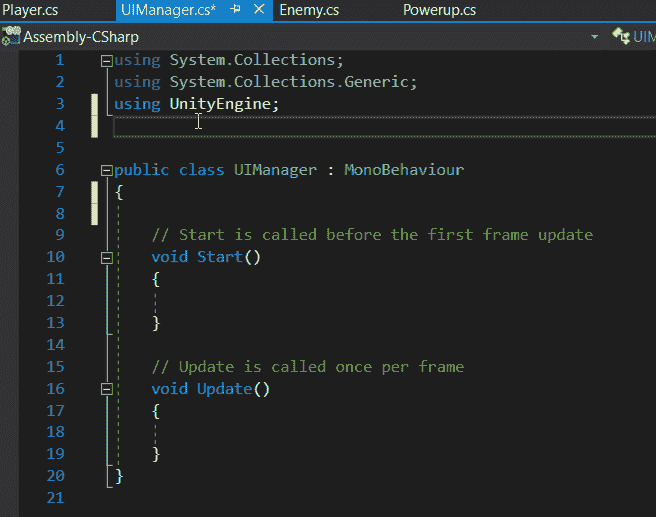 Player.cs UIManager.cs* Enemy.cs Powerup.cs
Assembly-CSharp UIM
1 using System.Collections;
2 using System.Collections.Generic;
3 using UnityEngine;
4
5
6 public class UIManager : MonoBehaviour
7 {
8
9 // Start is called before the first frame update
10 void Start()
11 {
12
13 }
14
15 // Update is called once per frame
16 void Update()
17 {
18
19 }
20 }
21